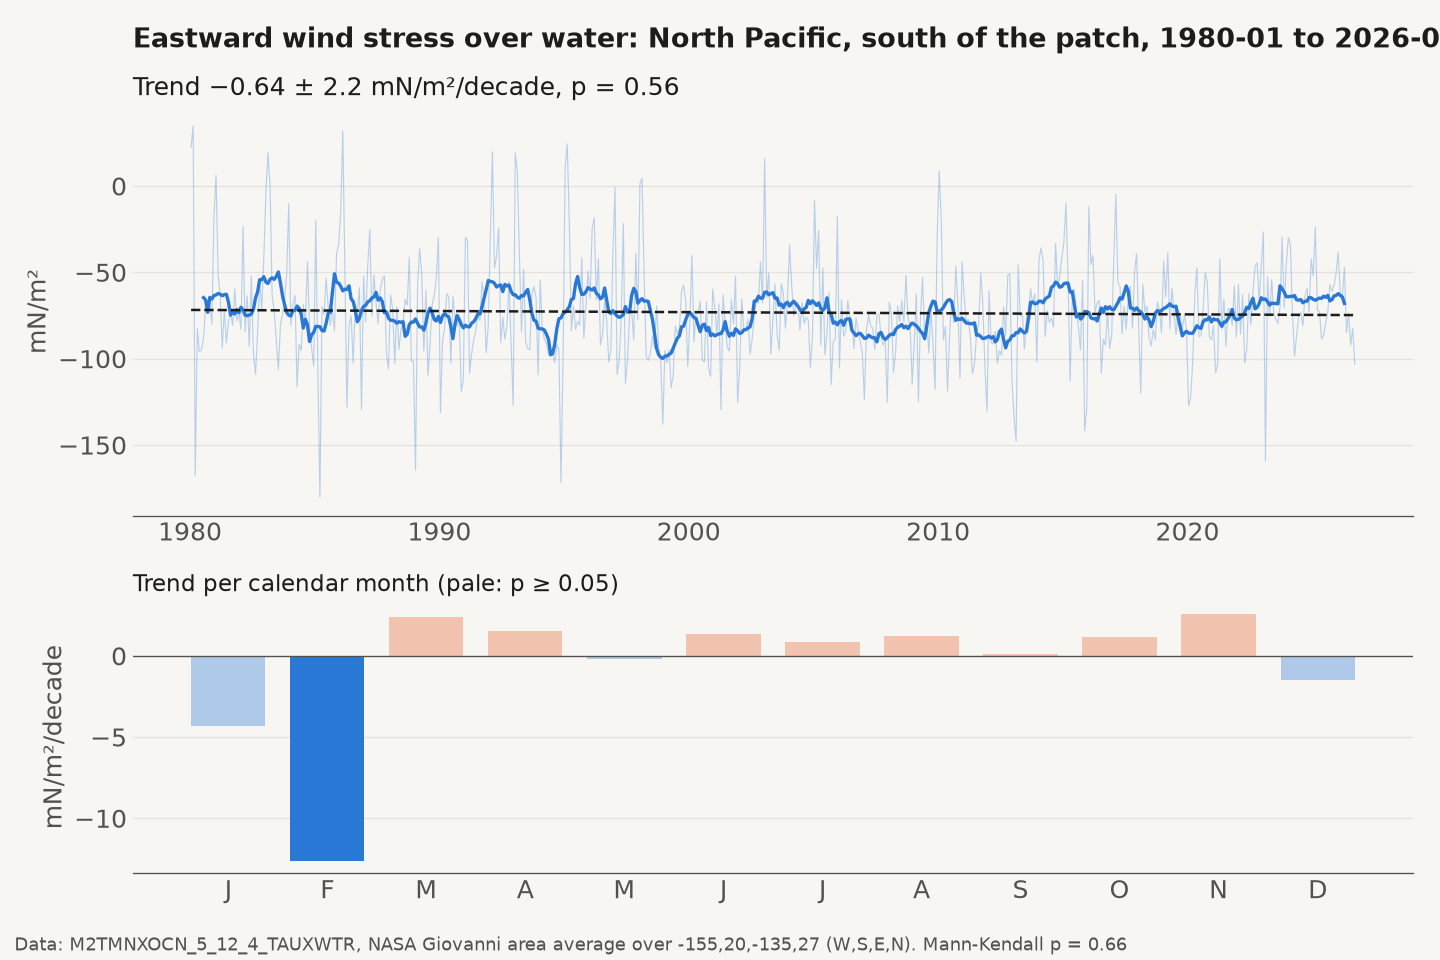 Eastward wind stress over water: North Pacific, south of the patch, 1980-01 to 2026-0
Trend −0.64 ± 2.2 mN/m²/decade, p = 0.56
mN/m²
0
−50
−100
−150
1980 1990 2000 2010 2020
Trend per calendar month (pale: p ≥ 0.05)
mN/m²/decade
0
−5
−10
J F M A M J J A S O N D
Data: M2TMNXOCN_5_12_4_TAUXWTR, NASA Giovanni area average over -155,20,-135,27 (W,S,E,N). Mann-Kendall p = 0.66